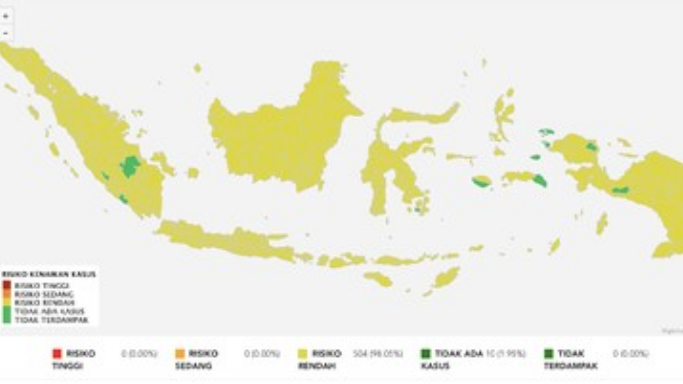 +
-
RISIKO KENAIKAN KASUS
RISIKO TINGGI
RISIKO SEDANG
RISIKO RENDAH
TIDAK ADA KASUS
TIDAK TERDAMPAK
RISIKO TINGGI 0 (0.00%)
RISIKO SEDANG 0 (0.00%)
RISIKO RENDAH 504 (98.05%)
TIDAK ADA KASUS 10 (1.95%)
TIDAK TERDAMPAK 0 (0.00%)